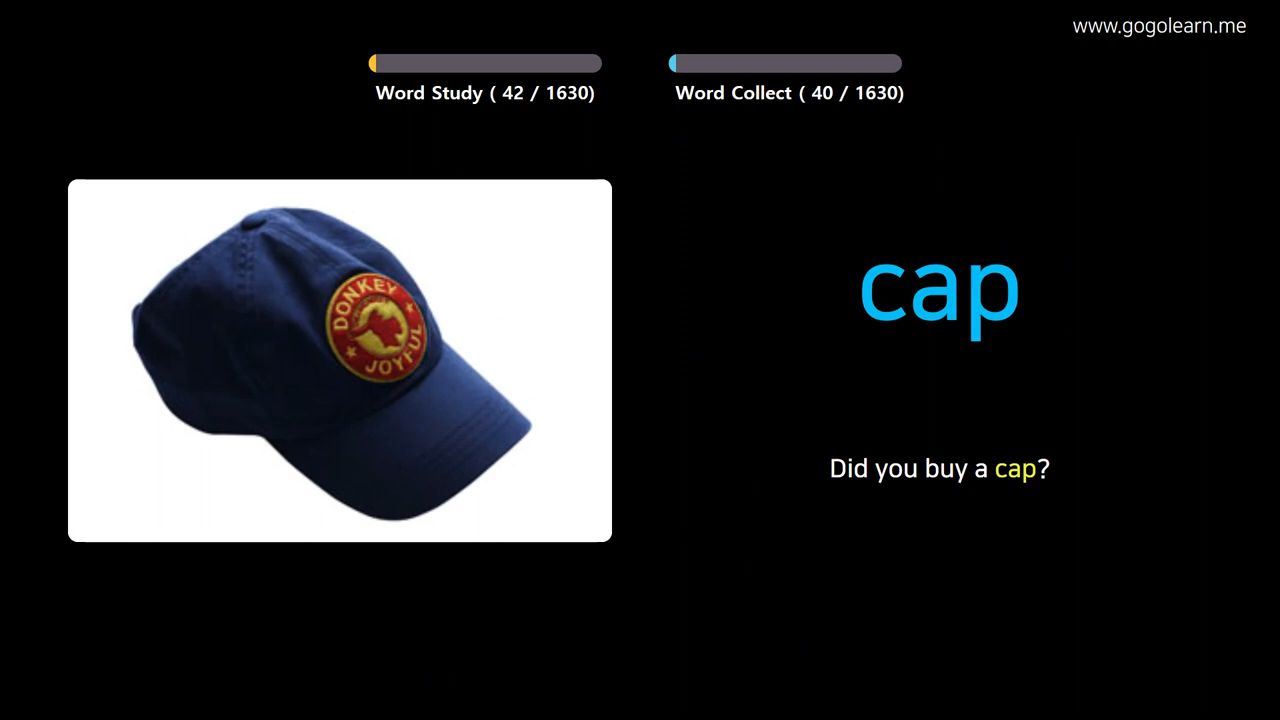 www.gogolearn.me
Word Study ( 42 / 1630)
Word Collect ( 40 / 1630)
DONKEY
JOYFUL
cap
Did you buy a cap?